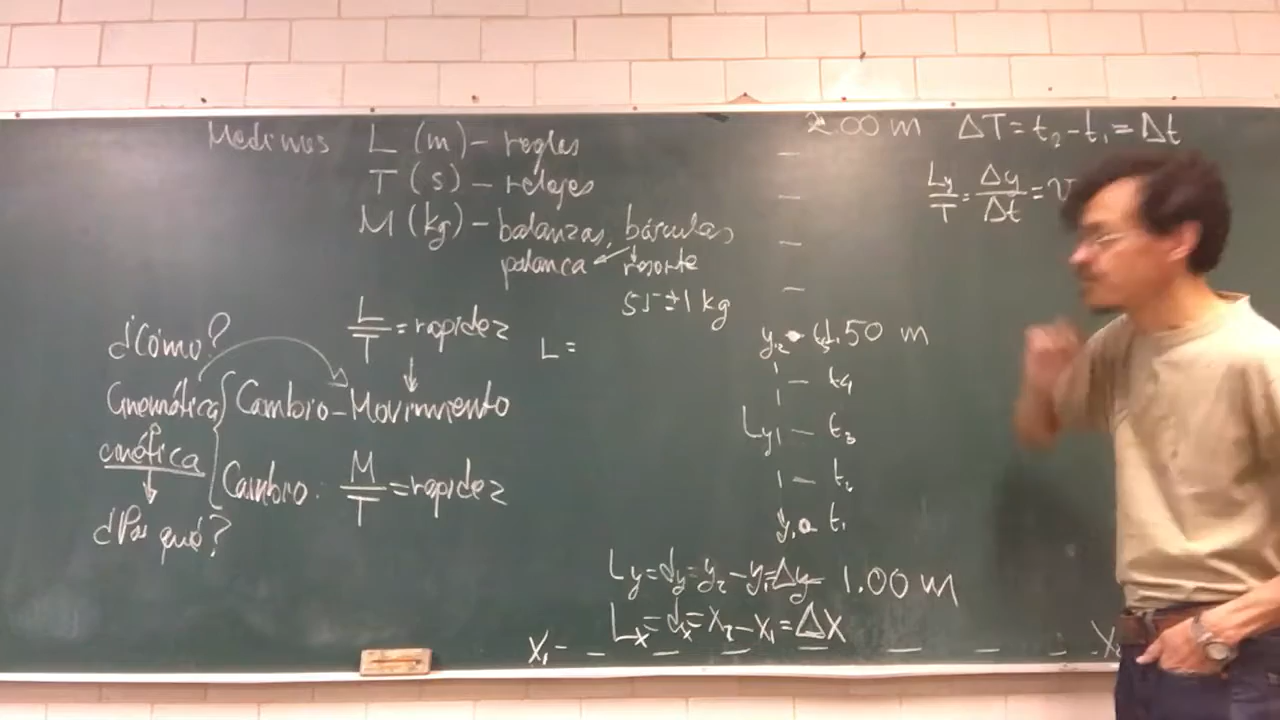 Medimos L (m) – reglas
T (s) – relojes
M (kg) – balanzas, básculas
palanca ← resorte
55 ± 1 kg
L/T = rapidez
¿Cómo?
Cinemática { Cambio – Movimiento
Cambio. M/T = rapidez
¿Por qué?
L =
2.00 m
y₂ 1.50 m
t₄
Ly t₃
t₂
y₁ t₁
Ly = dy = y₂ – y₁ = Δy 1.00 m
Lx = dx = x₂ – x₁ = Δx
X₁
X
ΔT = t₂ – t₁ = Δt
Ly/T = Δy/Δt = v